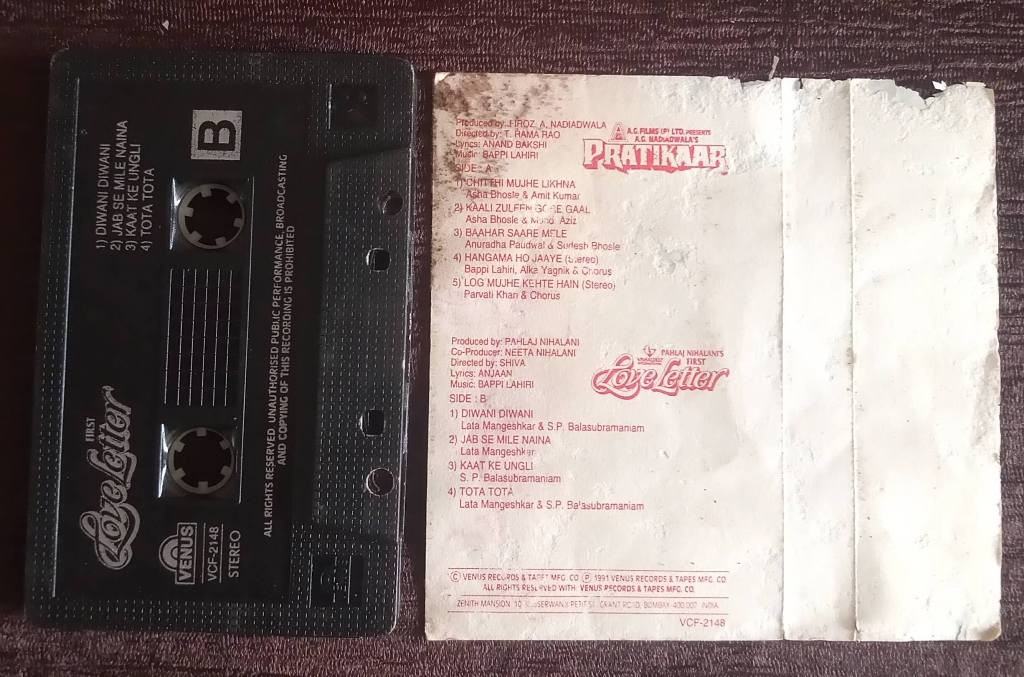 B
1) DIWANI DIWANI
2) JAB SE MILE NAINA
3) KAAT KE UNGLI
4) TOTA TOTA
FIRST
Love Letter
VENUS
VCF-2148
STEREO
ALL RIGHTS RESERVED. UNAUTHORISED PUBLIC PERFORMANCE, BROADCASTING
AND COPYING OF THIS RECORDING IS PROHIBITED
Produced by: FIROZ. A. NADIADWALA
Directed by: T. RAMA RAO
Lyrics: ANAND BAKSHI
Music: BAPPI LAHIRI
A.G. FILMS (P) LTD. PRESENTS
A.G. NADIADWALA'S
PRATIKAAR
SIDE : A
1) CHITTHI MUJHE LIKHNA
Asha Bhosle & Amit Kumar
2) KAALI ZULFEN GORE GAAL
Asha Bhosle & Mohd. Aziz
3) BAAHAR SAARE MELE
Anuradha Paudwal & Sudesh Bhosle
4) HANGAMA HO JAAYE (Stereo)
Bappi Lahiri, Alka Yagnik & Chorus
5) LOG MUJHE KEHTE HAIN (Stereo)
Parvati Khan & Chorus
Produced by: PAHLAJ NIHALANI
Co-Producer: NEETA NIHALANI
Directed by: SHIVA
Lyrics: ANJAAN
Music: BAPPI LAHIRI
PAHLAJ NIHALANI'S
FIRST
Love Letter
SIDE : B
1) DIWANI DIWANI
Lata Mangeshkar & S.P. Balasubramaniam
2) JAB SE MILE NAINA
Lata Mangeshker
3) KAAT KE UNGLI
S. P. Balasubramaniam
4) TOTA TOTA
Lata Mangeshkar & S.P. Balasubramaniam
© VENUS RECORDS & TAPES MFG. CO. ℗ 1991 VENUS RECORDS & TAPES MFG. CO.
ALL RIGHTS RESERVED WITH VENUS RECORDS & TAPES MFG. CO.
ZENITH MANSION, 10, PETIT ST. GRANT ROAD, BOMBAY-400 007. INDIA.
VCF-2148